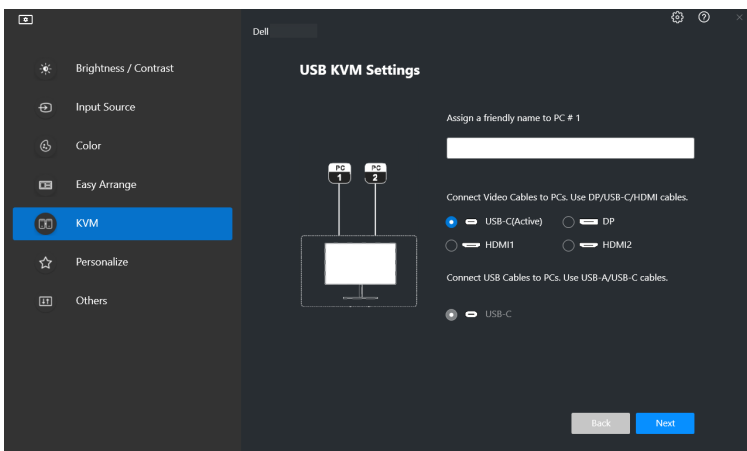 Dell
Brightness / Contrast
Input Source
Color
Easy Arrange
KVM
Personalize
Others
USB KVM Settings
PC 1
PC 2
Assign a friendly name to PC # 1
Connect Video Cables to PCs. Use DP/USB-C/HDMI cables.
USB-C(Active) DP
HDMI1 HDMI2
Connect USB Cables to PCs. Use USB-A/USB-C cables.
USB-C
Back Next